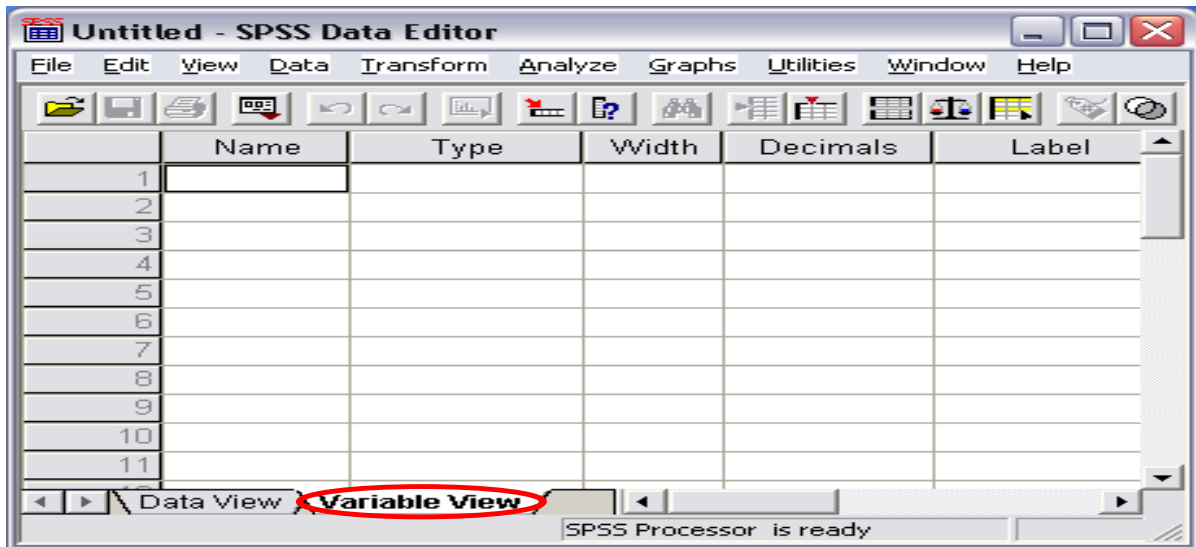 Untitled - SPSS Data Editor
File Edit View Data Transform Analyze Graphs Utilities Window Help
Name Type Width Decimals Label
1
2
3
4
5
6
7
8
9
10
11
Data View Variable View
SPSS Processor is ready